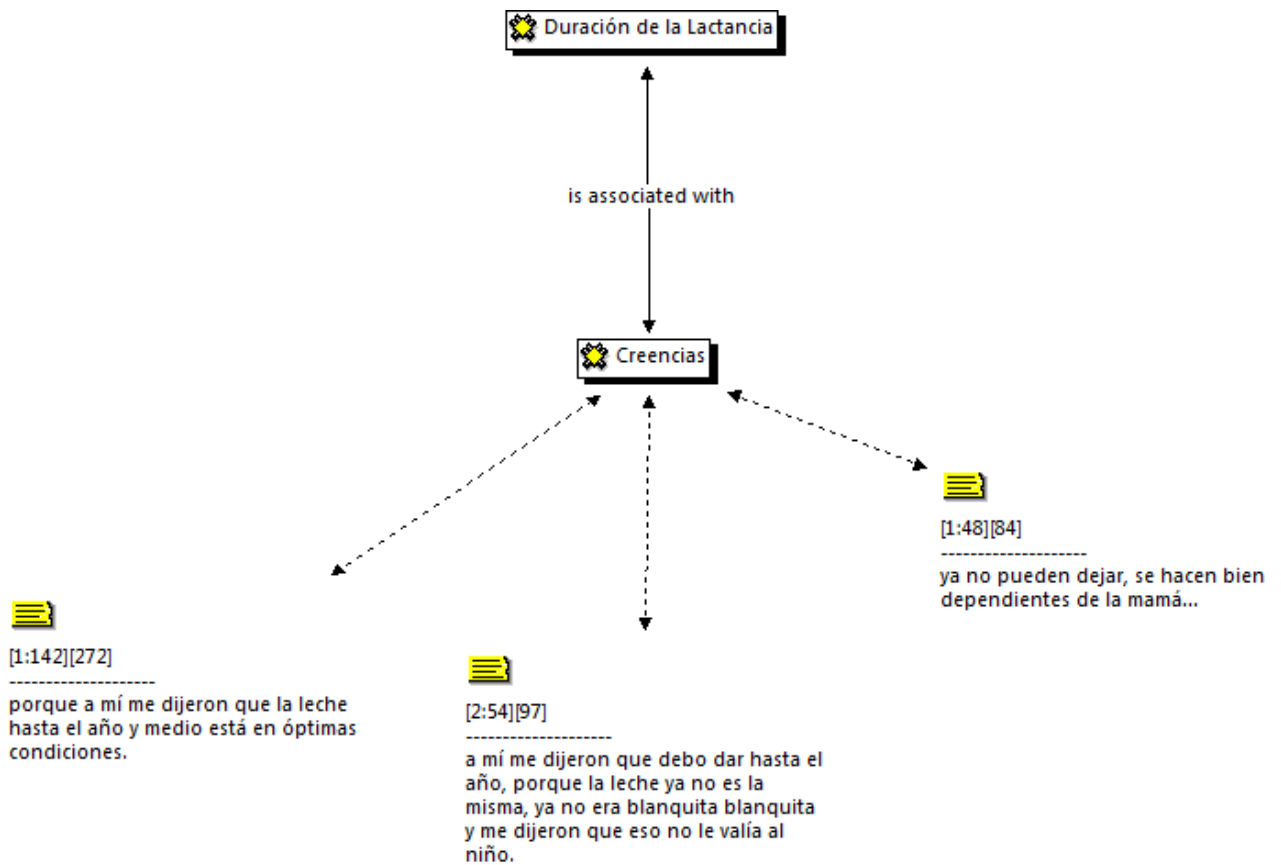 Duración de la Lactancia
is associated with
Creencias
[1:48][84]
--------------------
ya no pueden dejar, se hacen bien
dependientes de la mamá...
[1:142][272]
--------------------
porque a mí me dijeron que la leche
hasta el año y medio está en óptimas
condiciones.
[2:54][97]
--------------------
a mí me dijeron que debo dar hasta el
año, porque la leche ya no es la
misma, ya no era blanquita blanquita
y me dijeron que eso no le valía al
niño.